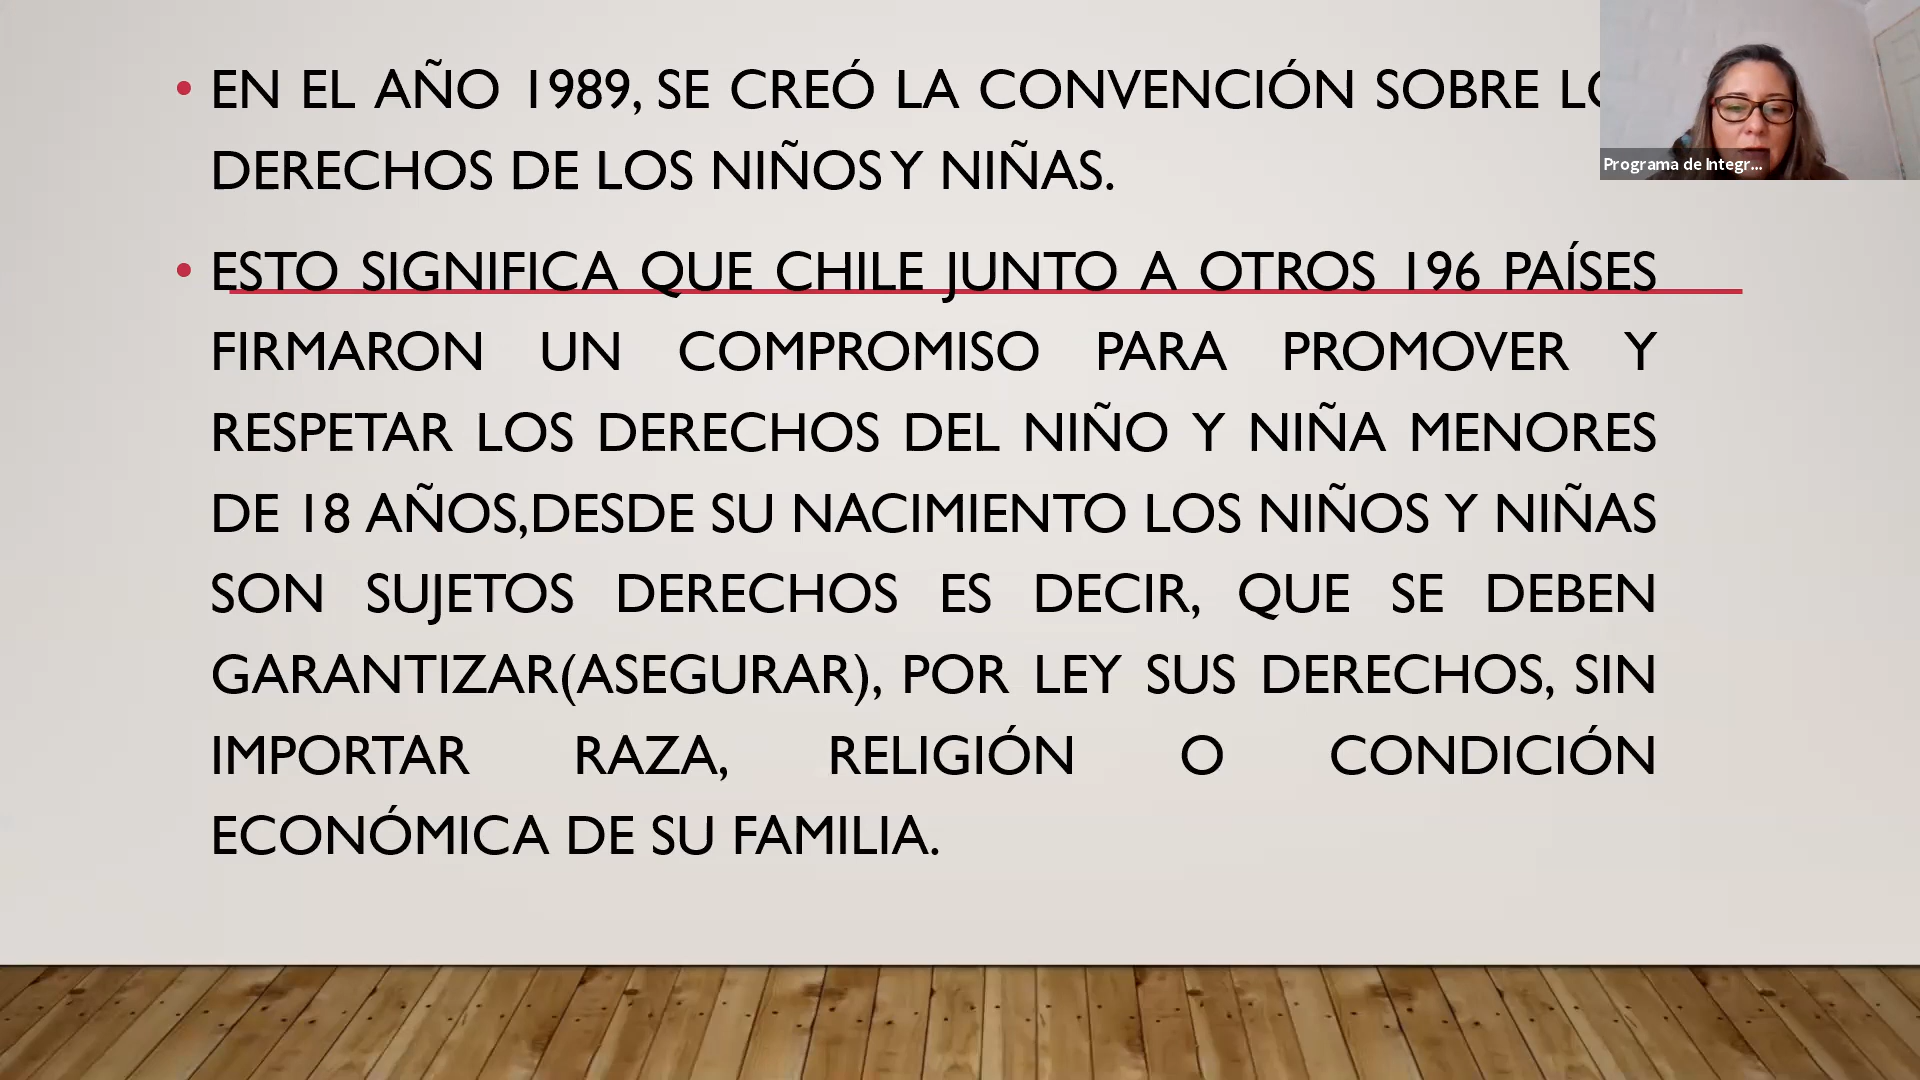 EN EL AÑO 1989, SE CREÓ LA CONVENCIÓN SOBRE
DERECHOS DE LOS NIÑOS Y NIÑAS.
ESTO SIGNIFICA QUE CHILE JUNTO A OTROS 196 PAÍSES
FIRMARON UN COMPROMISO PARA PROMOVER Y
RESPETAR LOS DERECHOS DEL NIÑO Y NIÑA MENORES
DE 18 AÑOS,DESDE SU NACIMIENTO LOS NIÑOS Y NIÑAS
SON SUJETOS DERECHOS ES DECIR, QUE SE DEBEN
GARANTIZAR(ASEGURAR), POR LEY SUS DERECHOS, SIN
IMPORTAR RAZA, RELIGIÓN O CONDICIÓN
ECONÓMICA DE SU FAMILIA.
Programa de Integr...